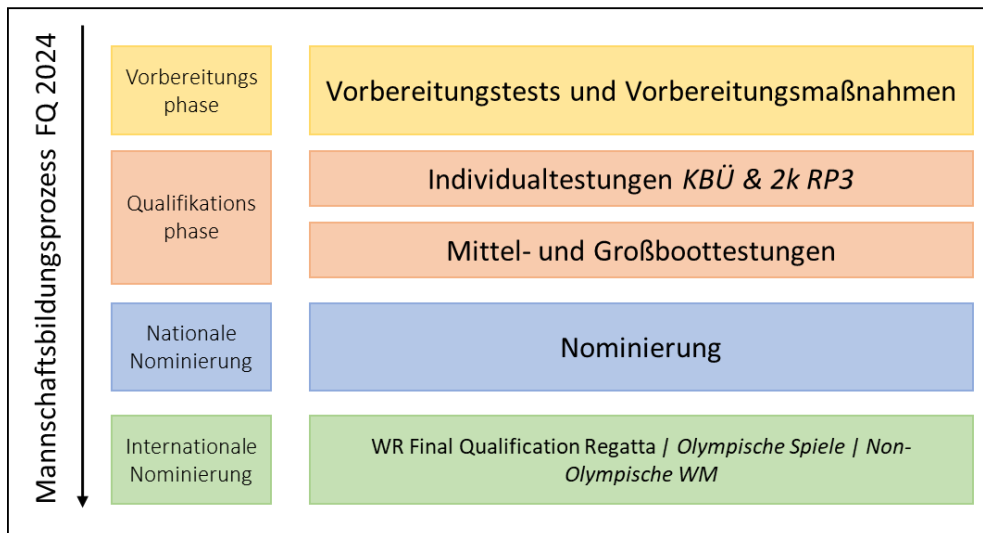 Mannschaftsbildungsprozess FQ 2024
Vorbereitungs
phase
Vorbereitungstests und Vorbereitungsmaßnahmen
Qualifikations
phase
Individualtestungen KBÜ & 2k RP3
Mittel- und Großboottestungen
Nationale
Nominierung
Nominierung
Internationale
Nominierung
WR Final Qualification Regatta | Olympische Spiele | Non-
Olympische WM